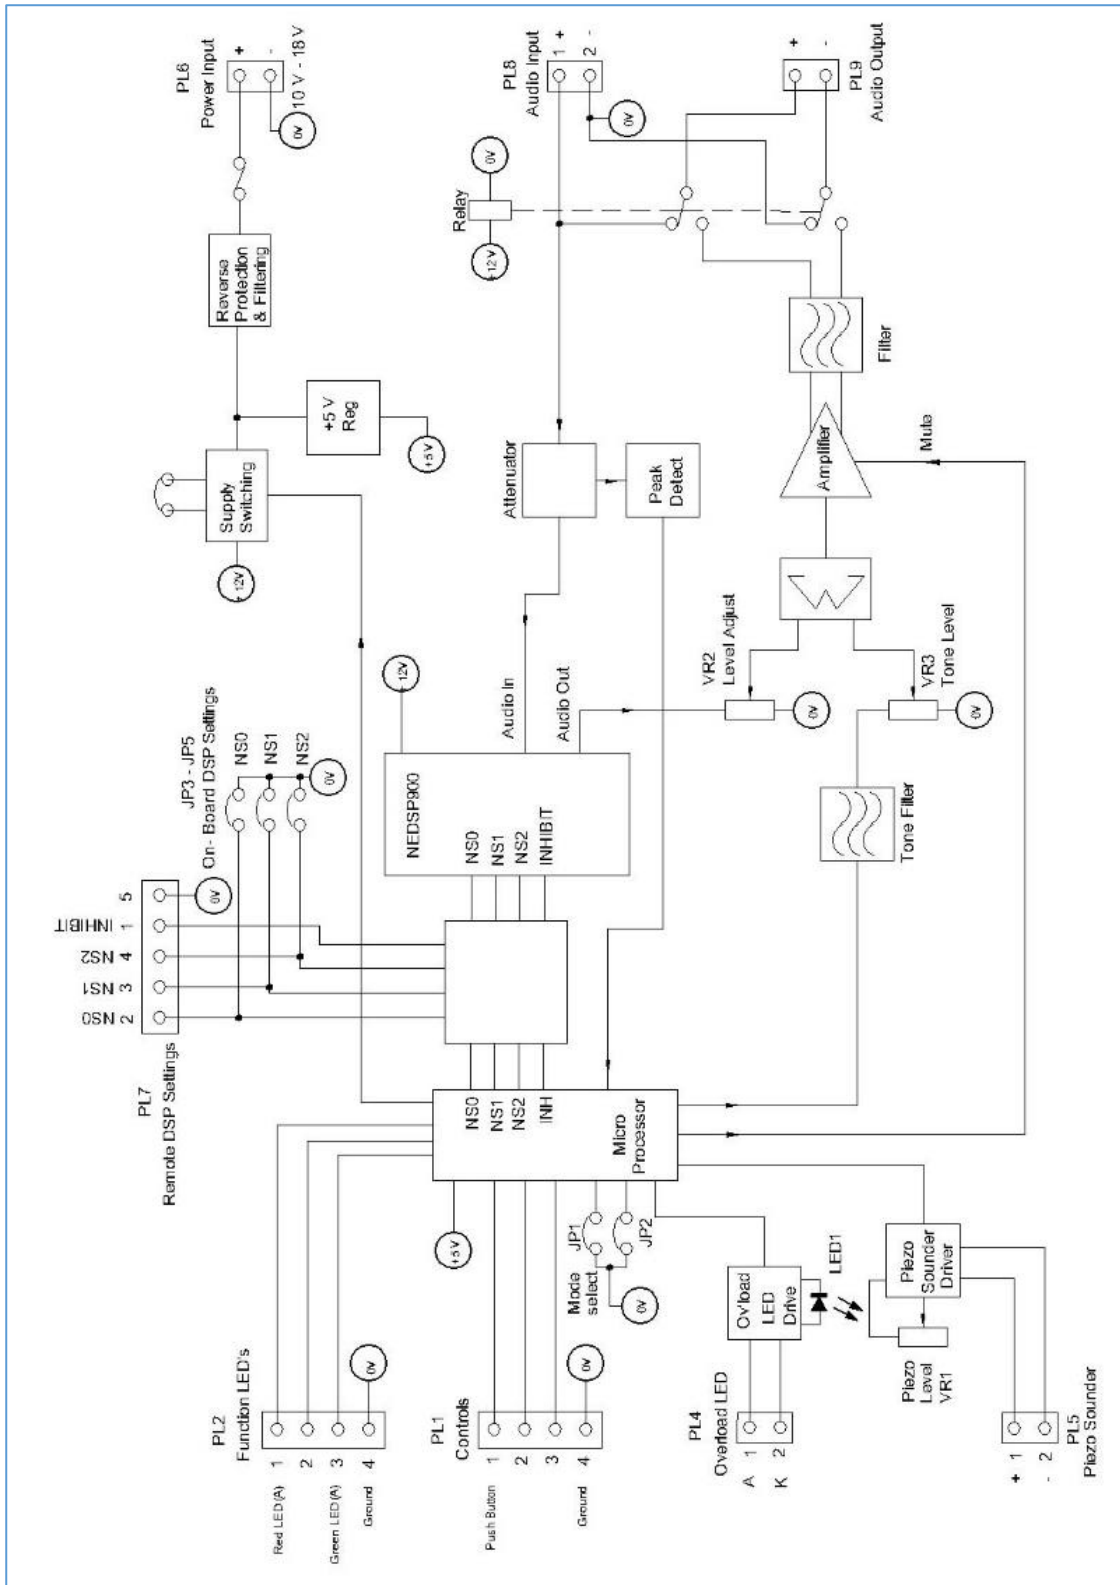 PL6
Power Input
+
-
10 V - 18 V
0V
Reverse
Protection
& Filtering
+5 V
Reg
+5 V
Supply
Switching
+ 12V
PL8
Audio Input
1 +
2 -
0V
PL9
Audio Output
+
-
Relay
0V
+ 12V
Filter
Amplifier
Mute
Attenuator
Peak
Detect
VR2
Level Adjust
0V
VR3
Tone Level
0V
Tone Filter
Audio In
Audio Out
+ 12V
NEDSP900
NS0
NS1
NS2
INHIBIT
JP3 - JP5
On- Board DSP Settings
NS0
NS1
NS2
0V
PL7
Remote DSP Settings
NS0 2
NS1 3
NS2 4
INHIBIT 1
5
0V
NS0
NS1
NS2
INH
Micro
Processor
+5 V
PL2
Function LED's
Red LED (A) 1
2
Green LED (A) 3
Ground 4
0V
PL1
Controls
Push Button 1
2
3
Ground 4
0V
Mode
select
JP1
JP2
0V
PL4
Overload LED
A 1
K 2
Ov'load
LED
Drive
LED1
Piezo
Sounder
Driver
Piezo
Level
VR1
+ 1
- 2
PL5
Piezo Sounder